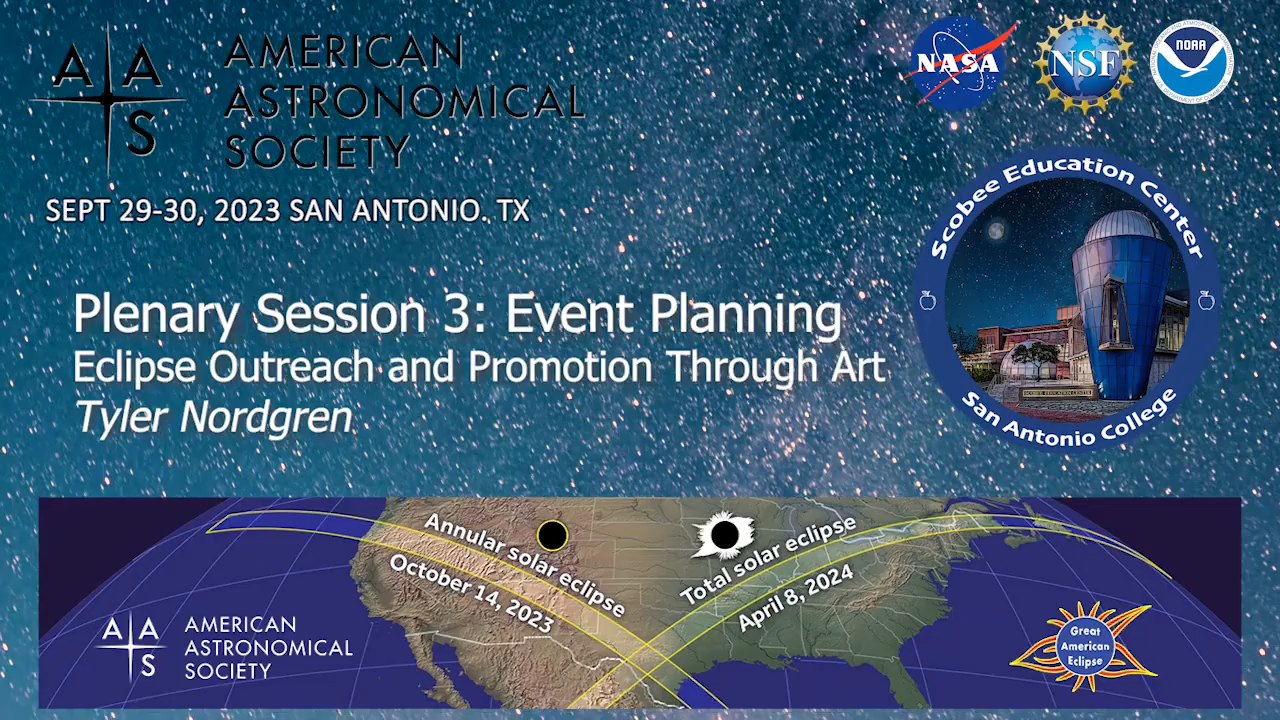 A A
S
AMERICAN
ASTRONOMICAL
SOCIETY
SEPT 29-30, 2023 SAN ANTONIO. TX
NASA
NSF
NOAA
Scobee Education Center
San Antonio College
Plenary Session 3: Event Planning
Eclipse Outreach and Promotion Through Art
Tyler Nordgren
Annular solar eclipse
October 14, 2023
Total solar eclipse
April 8, 2024
A A
S
AMERICAN
ASTRONOMICAL
SOCIETY
Great
American
Eclipse